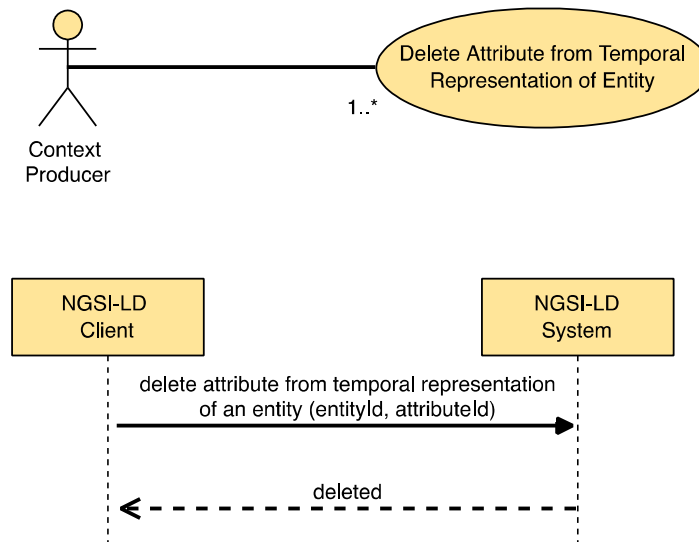 Delete Attribute from Temporal
Representation of Entity
1..*
Context
Producer
NGSI-LD
Client
NGSI-LD
System
delete attribute from temporal representation
of an entity (entityId, attributeId)
deleted